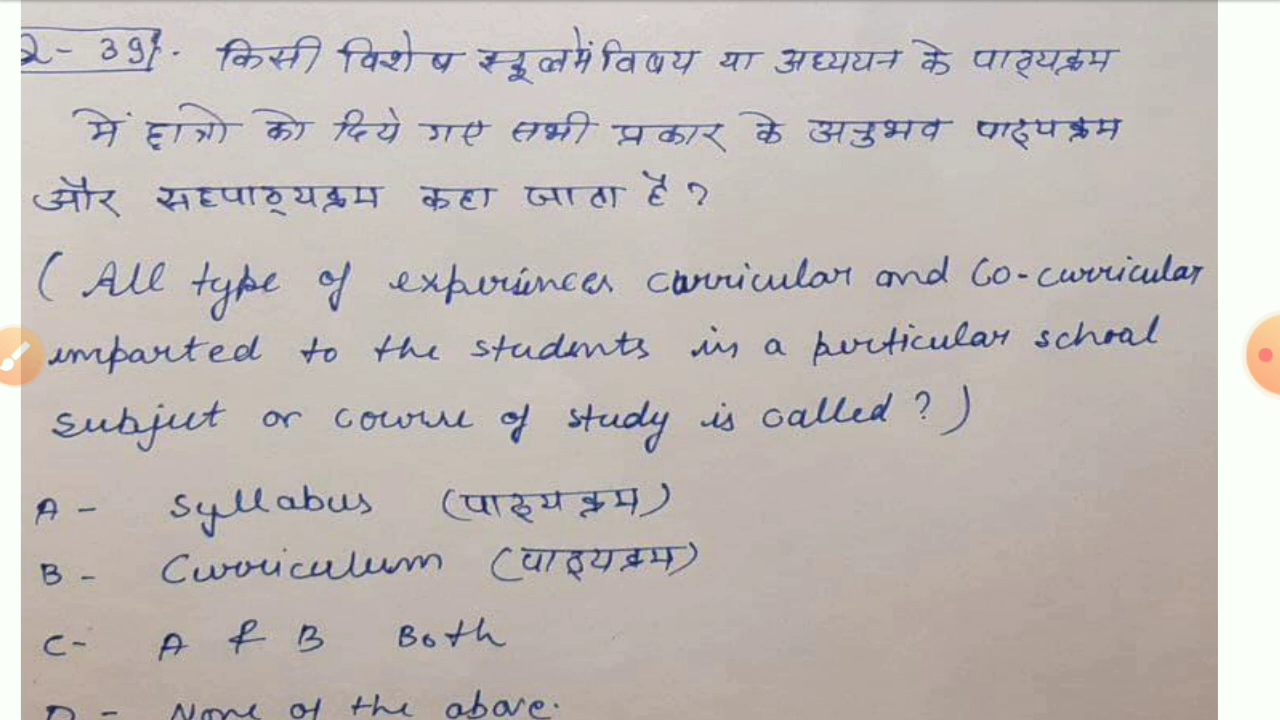 Q-39. किसी विशेष स्कूल में विषय या अध्ययन के पाठ्यक्रम
में छात्रो को दिये गए सभी प्रकार के अनुभव पाठ्यक्रम
और सहपाठ्यक्रम कहा जाता है?
(All type of experiences curricular and Co-curricular
imparted to the students in a perticular school
subject or course of study is called?)
A- Syllabus (पाठ्यक्रम)
B- Curriculum (पाठ्यक्रम)
C- A & B Both
D- None of the above.